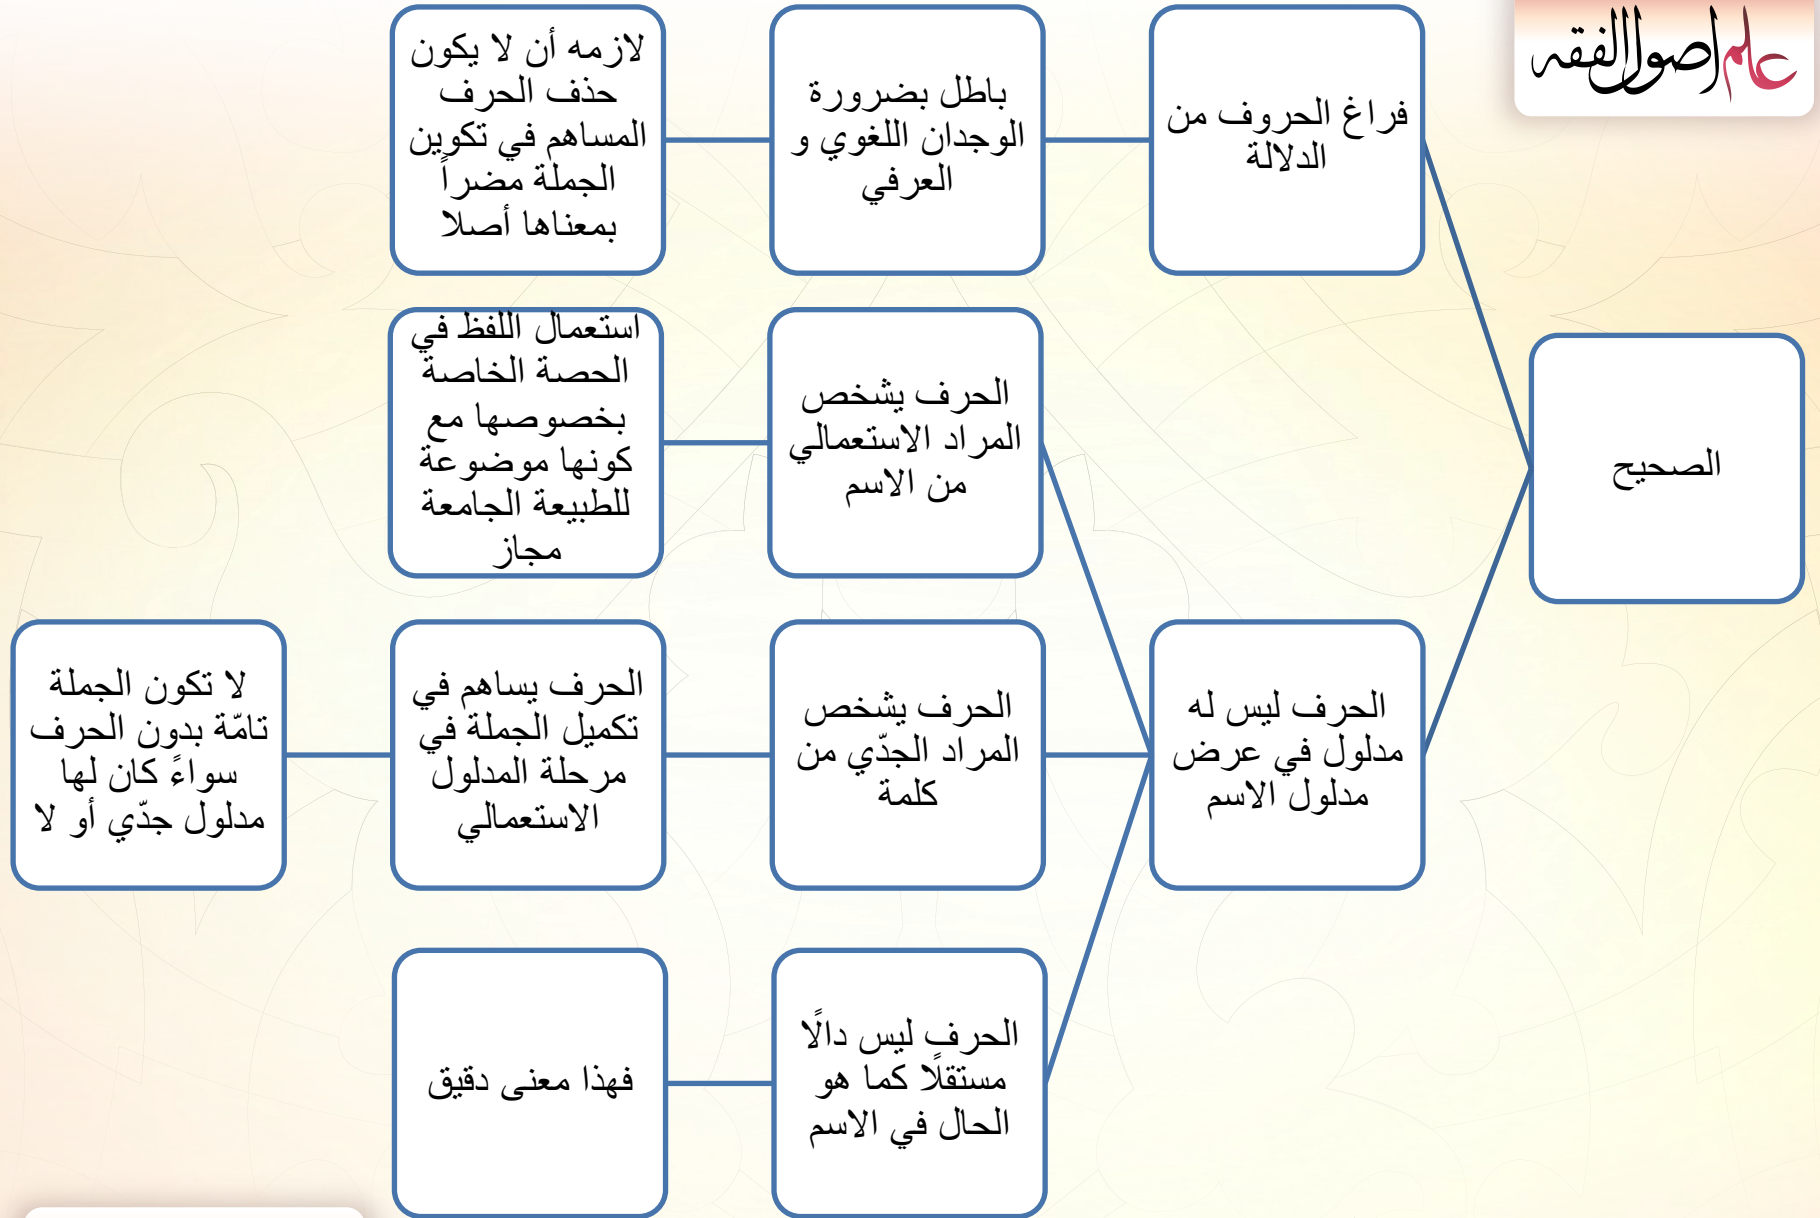 علم اصول الفقه
الصحيح
فراغ الحروف من
الدلالة
باطل بضرورة
الوجدان اللغوي و
العرفي
لازمه أن لا يكون
حذف الحرف
المساهم في تكوين
الجملة مضراً
بمعناها أصلا
الحرف ليس له
مدلول في عرض
مدلول الاسم
الحرف يشخص
المراد الاستعمالي
من الاسم
استعمال اللفظ في
الحصة الخاصة
بخصوصها مع
كونها موضوعة
للطبيعة الجامعة
مجاز
الحرف يشخص
المراد الجدّي من
كلمة
الحرف يساهم في
تكميل الجملة في
مرحلة المدلول
الاستعمالي
لا تكون الجملة
تامّة بدون الحرف
سواءً كان لها
مدلول جدّي أو لا
الحرف ليس دالًا
مستقلًا كما هو
الحال في الاسم
فهذا معنى دقيق